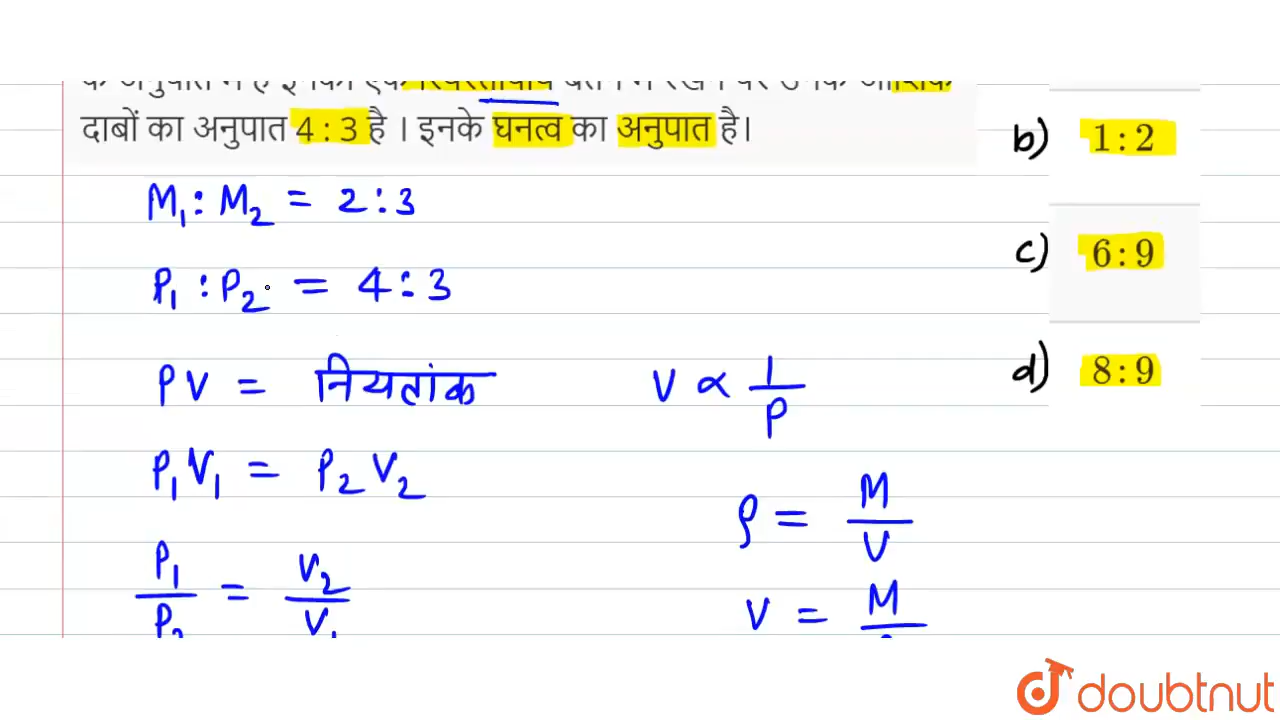 दाबों का अनुपात 4 : 3 है । इनके घनत्व का अनुपात है।
M₁ : M₂ = 2 : 3
P₁ : P₂ = 4 : 3
PV = नियतांक
P₁V₁ = P₂V₂
P₁/P₂ = V₂/V₁
V ∝ 1/P
ρ = M/V
V = M/
b) 1 : 2
c) 6 : 9
d) 8 : 9
doubtnut